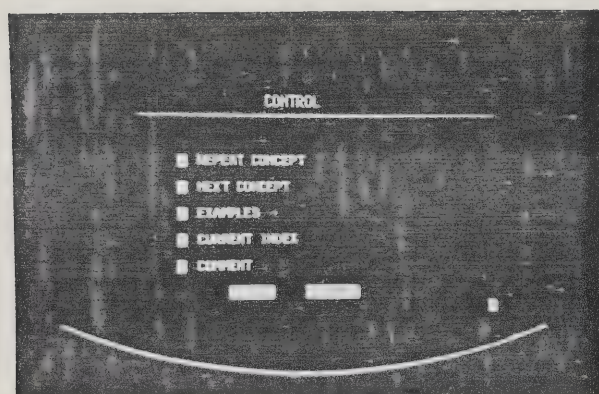 CONTROL
REPEAT CONCEPT
NEXT CONCEPT
EXAMPLES
CURRENT INDEX
COMMENT